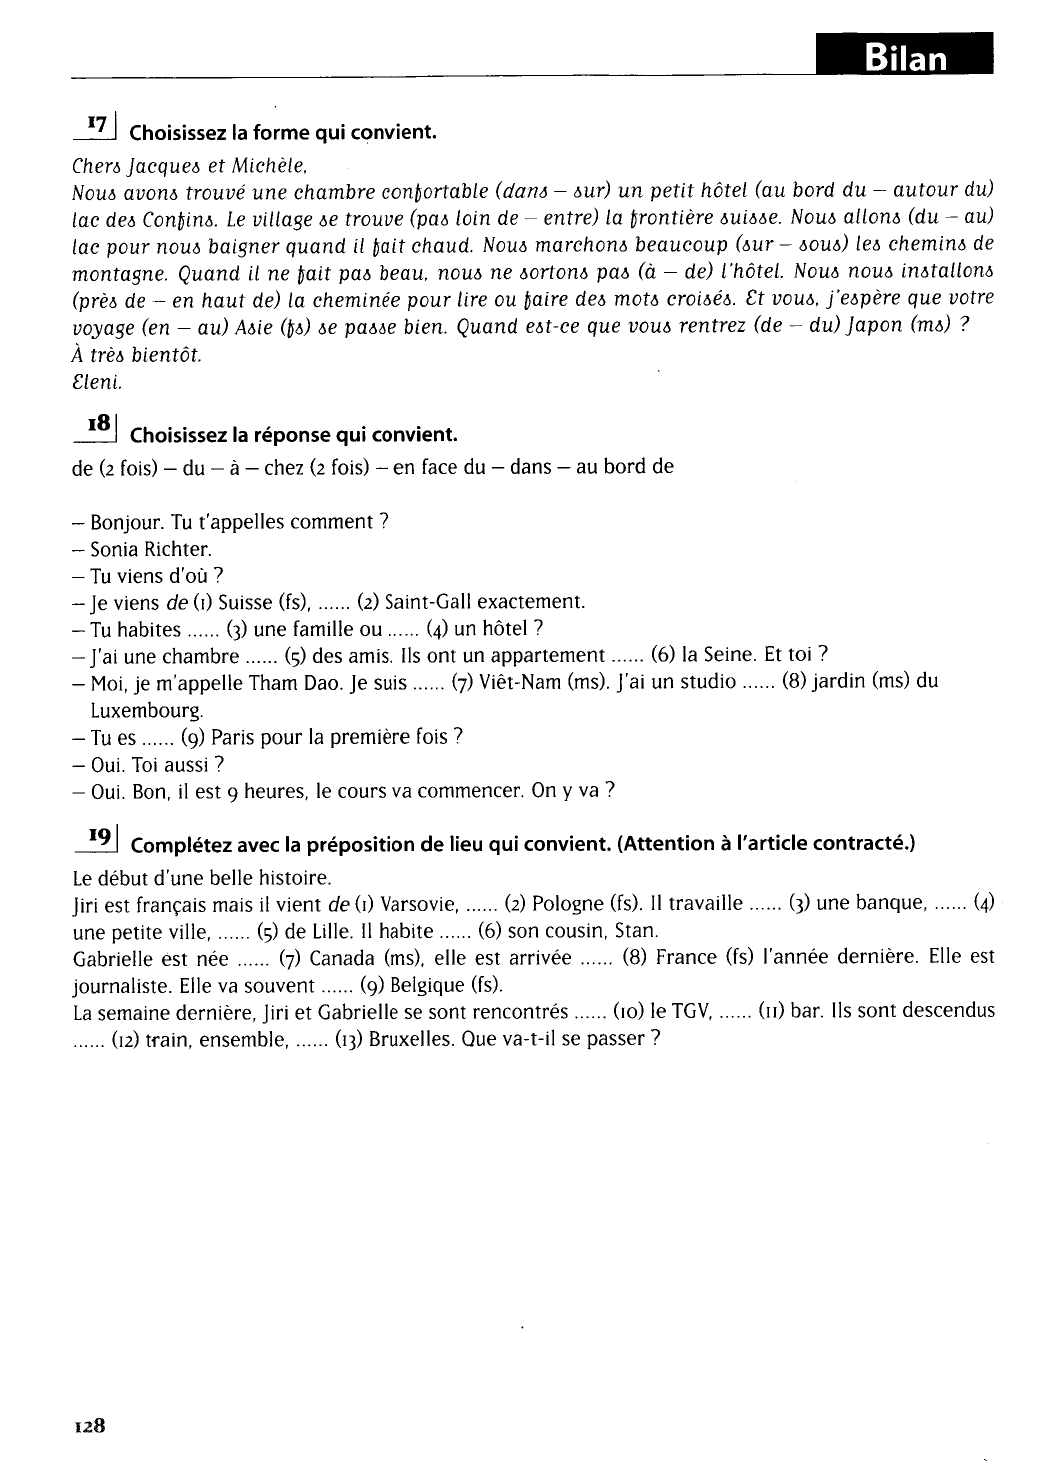 Bilan
17 Choisissez la forme qui convient.
Chers Jacques et Michèle,
Nous avons trouvé une chambre confortable (dans – sur) un petit hôtel (au bord du – autour du)
lac des Confins. Le village se trouve (pas loin de – entre) la frontière suisse. Nous allons (du – au)
lac pour nous baigner quand il fait chaud. Nous marchons beaucoup (sur – sous) les chemins de
montagne. Quand il ne fait pas beau, nous ne sortons pas (à – de) l'hôtel. Nous nous installons
(près de – en haut de) la cheminée pour lire ou faire des mots croisés. Et vous, j'espère que votre
voyage (en – au) Asie (fs) se passe bien. Quand est-ce que vous rentrez (de – du) Japon (ms) ?
À très bientôt.
Eleni.
18 Choisissez la réponse qui convient.
de (2 fois) – du – à – chez (2 fois) – en face du – dans – au bord de
– Bonjour. Tu t'appelles comment ?
– Sonia Richter.
– Tu viens d'où ?
– Je viens de (1) Suisse (fs), ...... (2) Saint-Gall exactement.
– Tu habites ...... (3) une famille ou ...... (4) un hôtel ?
– J'ai une chambre ...... (5) des amis. Ils ont un appartement ...... (6) la Seine. Et toi ?
– Moi, je m'appelle Tham Dao. Je suis ...... (7) Viêt-Nam (ms). J'ai un studio ...... (8) jardin (ms) du
Luxembourg.
– Tu es ...... (9) Paris pour la première fois ?
– Oui. Toi aussi ?
– Oui. Bon, il est 9 heures, le cours va commencer. On y va ?
19 Complétez avec la préposition de lieu qui convient. (Attention à l'article contracté.)
Le début d'une belle histoire.
Jiri est français mais il vient de (1) Varsovie, ...... (2) Pologne (fs). Il travaille ...... (3) une banque, ...... (4)
une petite ville, ...... (5) de Lille. Il habite ...... (6) son cousin, Stan.
Gabrielle est née ...... (7) Canada (ms), elle est arrivée ...... (8) France (fs) l'année dernière. Elle est
journaliste. Elle va souvent ...... (9) Belgique (fs).
La semaine dernière, Jiri et Gabrielle se sont rencontrés ...... (10) le TGV, ...... (11) bar. Ils sont descendus
...... (12) train, ensemble, ...... (13) Bruxelles. Que va-t-il se passer ?
128